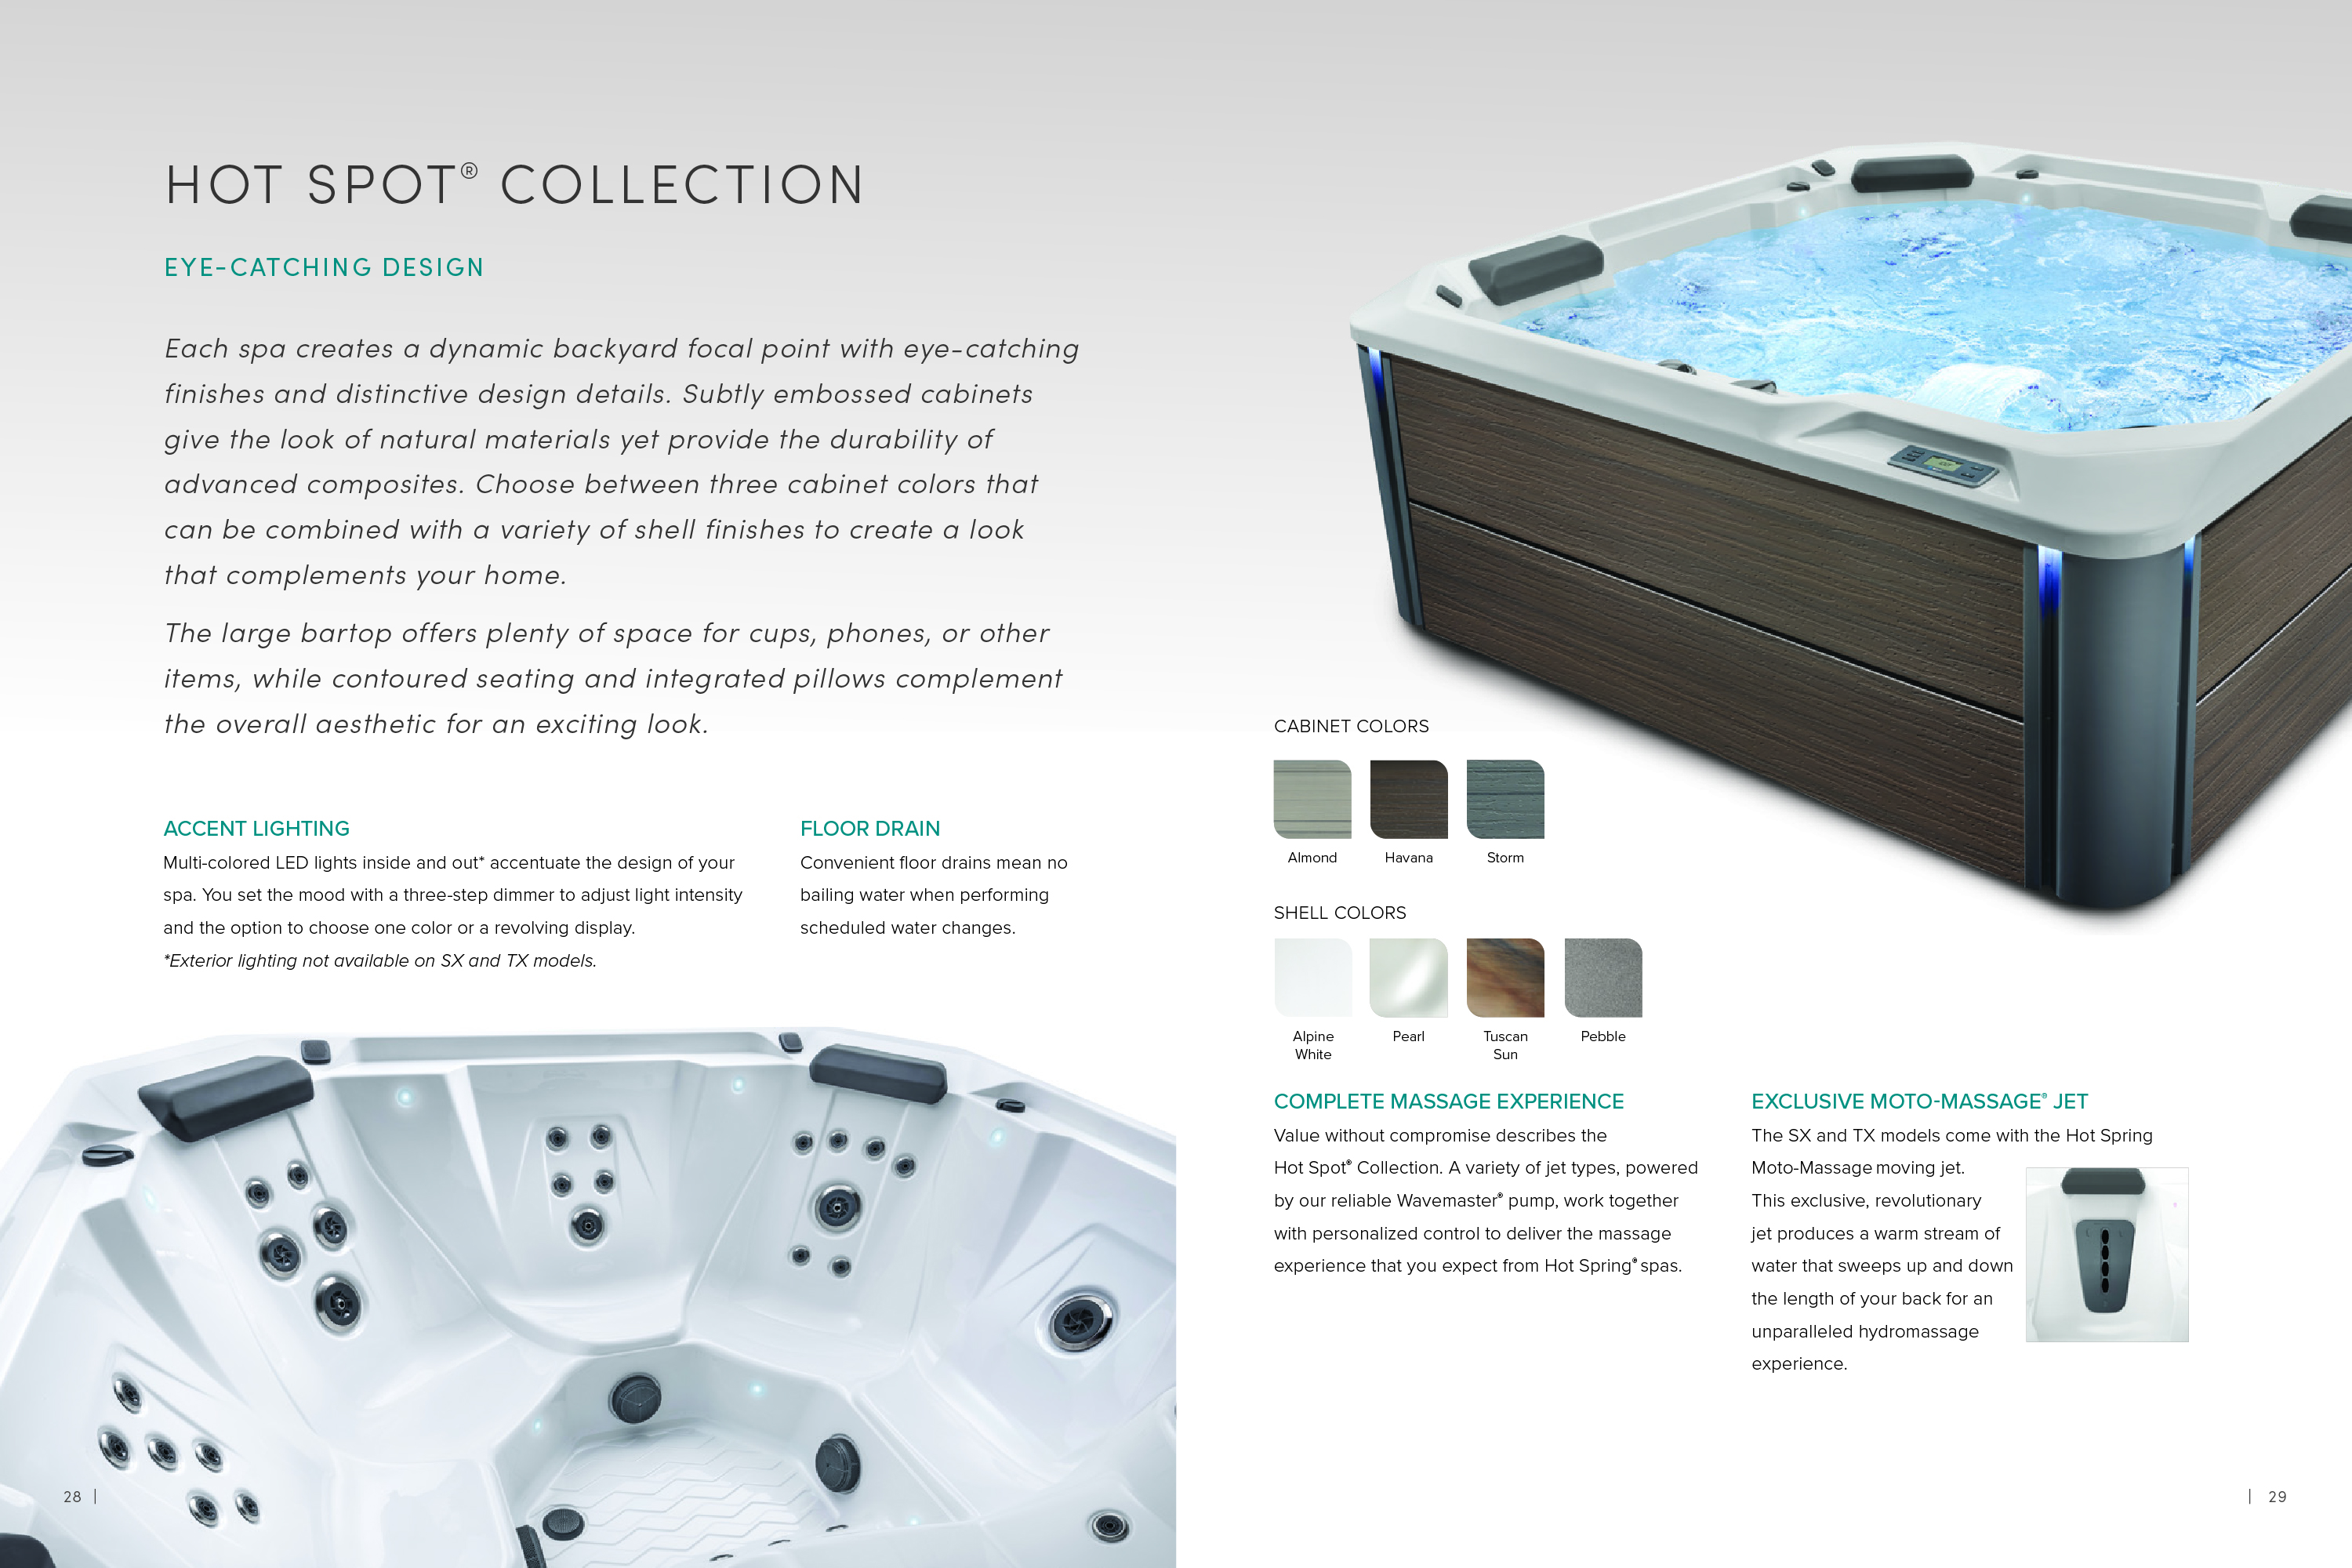 HOT SPOT® COLLECTION
EYE-CATCHING DESIGN
Each spa creates a dynamic backyard focal point with eye-catching
finishes and distinctive design details. Subtly embossed cabinets
give the look of natural materials yet provide the durability of
advanced composites. Choose between three cabinet colors that
can be combined with a variety of shell finishes to create a look
that complements your home.
The large bartop offers plenty of space for cups, phones, or other
items, while contoured seating and integrated pillows complement
the overall aesthetic for an exciting look.
ACCENT LIGHTING
Multi-colored LED lights inside and out* accentuate the design of your
spa. You set the mood with a three-step dimmer to adjust light intensity
and the option to choose one color or a revolving display.
*Exterior lighting not available on SX and TX models.
FLOOR DRAIN
Convenient floor drains mean no
bailing water when performing
scheduled water changes.
28 |
CABINET COLORS
Almond
Havana
Storm
SHELL COLORS
Alpine
White
Pearl
Tuscan
Sun
Pebble
COMPLETE MASSAGE EXPERIENCE
Value without compromise describes the
Hot Spot® Collection. A variety of jet types, powered
by our reliable Wavemaster® pump, work together
with personalized control to deliver the massage
experience that you expect from Hot Spring® spas.
EXCLUSIVE MOTO-MASSAGE® JET
The SX and TX models come with the Hot Spring
Moto-Massage moving jet.
This exclusive, revolutionary
jet produces a warm stream of
water that sweeps up and down
the length of your back for an
unparalleled hydromassage
experience.
| 29